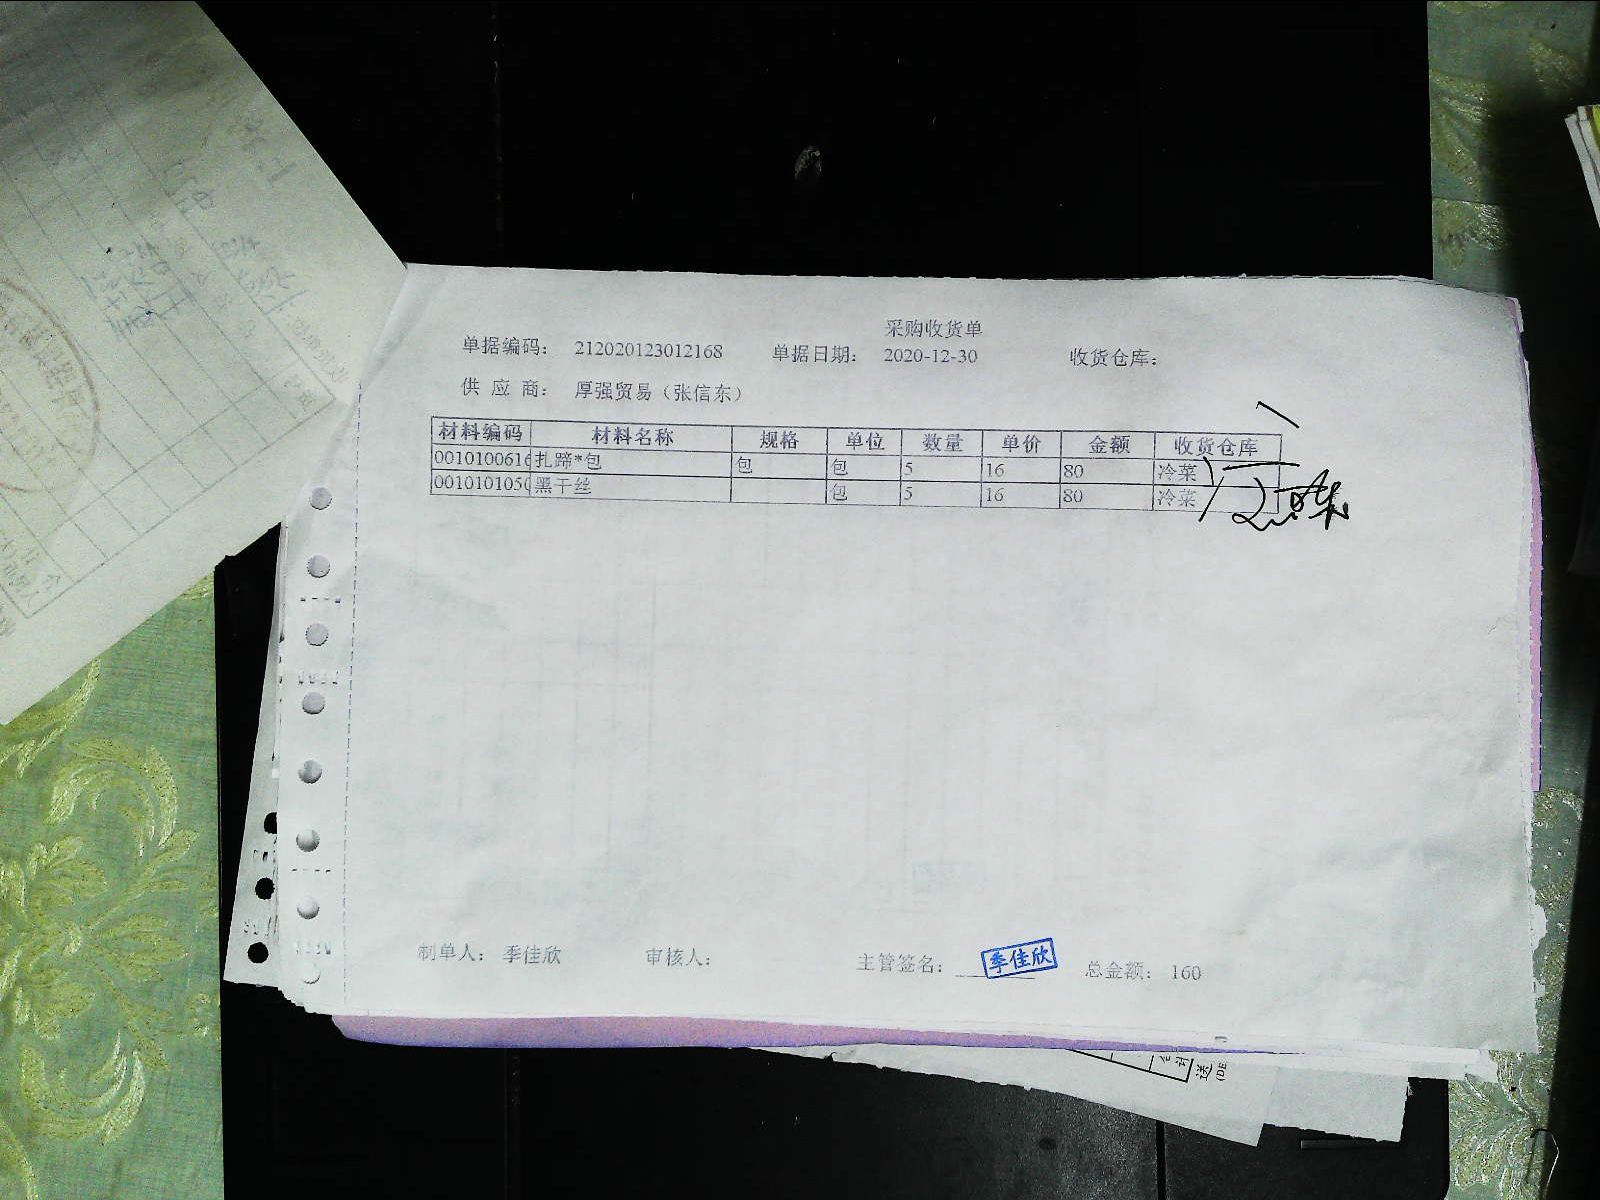 采购收货单
单据编码： 212020123012168 单据日期： 2020-12-30 收货仓库：
供 应 商： 厚强贸易（张信东）
材料编码 材料名称 规格 单位 数量 单价 金额 收货仓库
0010100616 扎蹄*包 包 包 5 16 80 冷菜
0010101050 黑干丝 包 5 16 80 冷菜
制单人： 季佳欣 审核人： 主管签名： 季佳欣 总金额： 160
送
(DE